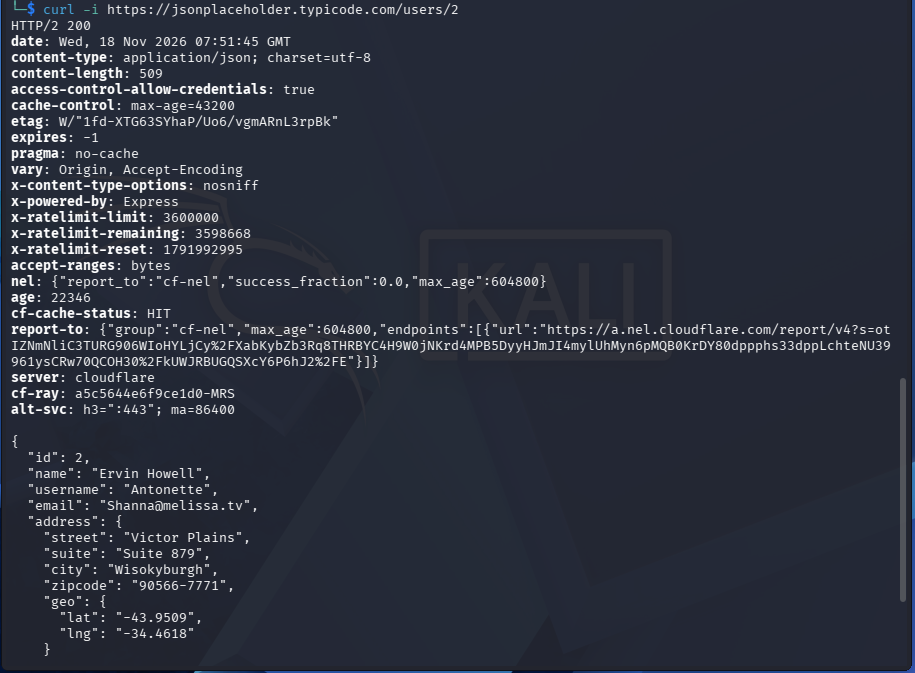 └─$ curl -i https://jsonplaceholder.typicode.com/users/2
HTTP/2 200
date: Wed, 18 Nov 2026 07:51:45 GMT
content-type: application/json; charset=utf-8
content-length: 509
access-control-allow-credentials: true
cache-control: max-age=43200
etag: W/"1fd-XTG63SYhaP/Uo6/vgmARnL3rpBk"
expires: -1
pragma: no-cache
vary: Origin, Accept-Encoding
x-content-type-options: nosniff
x-powered-by: Express
x-ratelimit-limit: 3600000
x-ratelimit-remaining: 3598668
x-ratelimit-reset: 1791992995
accept-ranges: bytes
nel: {"report_to":"cf-nel","success_fraction":0.0,"max_age":604800}
age: 22346
cf-cache-status: HIT
report-to: {"group":"cf-nel","max_age":604800,"endpoints":[{"url":"https://a.nel.cloudflare.com/report/v4?s=ot
IZNmNliC3TURG906WIoHYLjCy%2FXabKybZb3Rq8THRBYC4H9W0jNKrd4MPB5DyyHJmJI4mylUhMyn6pMQB0KrDY80dppphs33dppLchteNU39
961ysCRw70QCOH30%2FkUWJRBUGQSXcY6P6hJ2%2FE"}]}
server: cloudflare
cf-ray: a5c5644e6f9ce1d0-MRS
alt-svc: h3=":443"; ma=86400
{
"id": 2,
"name": "Ervin Howell",
"username": "Antonette",
"email": "Shanna@melissa.tv",
"address": {
"street": "Victor Plains",
"suite": "Suite 879",
"city": "Wisokyburgh",
"zipcode": "90566-7771",
"geo": {
"lat": "-43.9509",
"lng": "-34.4618"
}
KALI